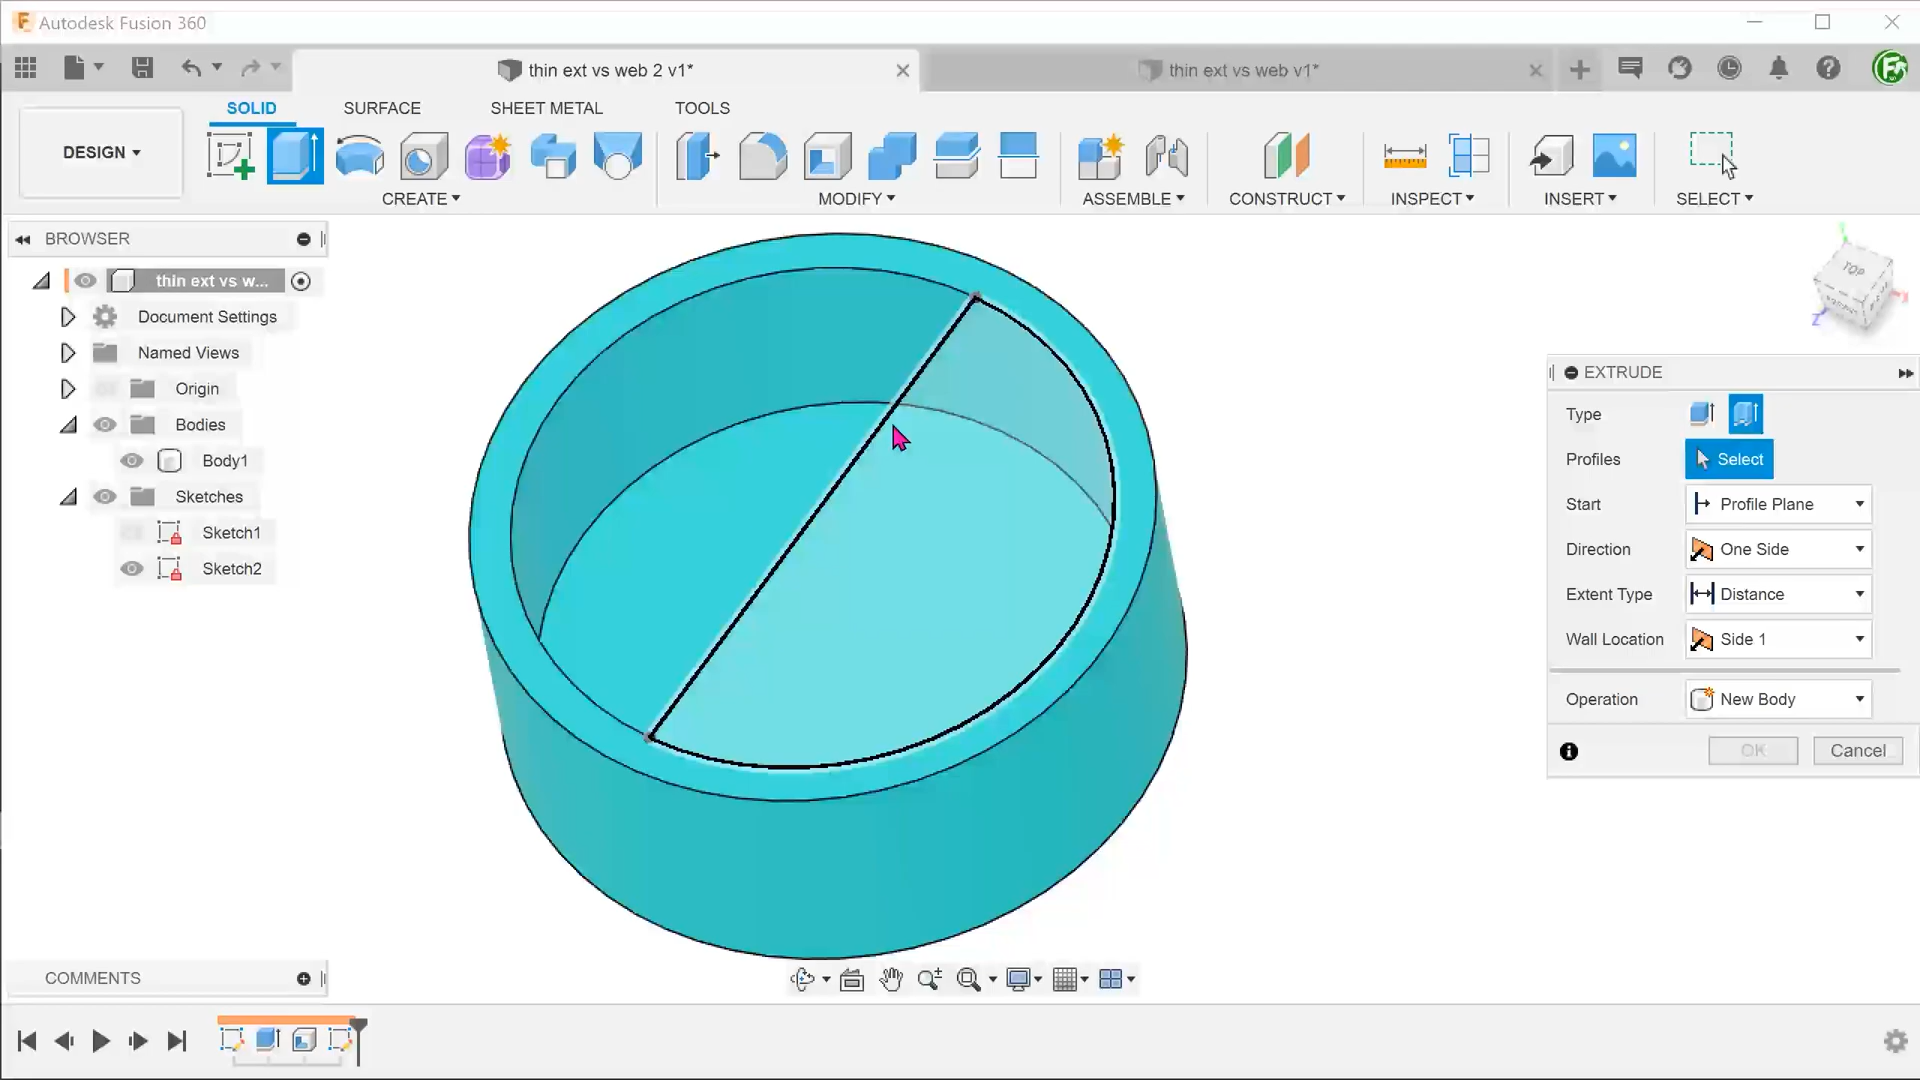 Autodesk Fusion 360
thin ext vs web 2 v1*
thin ext vs web v1*
SOLID
SURFACE
SHEET METAL
TOOLS
DESIGN
CREATE
MODIFY
ASSEMBLE
CONSTRUCT
INSPECT
INSERT
SELECT
BROWSER
thin ext vs w...
Document Settings
Named Views
Origin
Bodies
Body1
Sketches
Sketch1
Sketch2
TOP
EXTRUDE
Type
Profiles Select
Start Profile Plane
Direction One Side
Extent Type Distance
Wall Location Side 1
Operation New Body
OK Cancel
COMMENTS